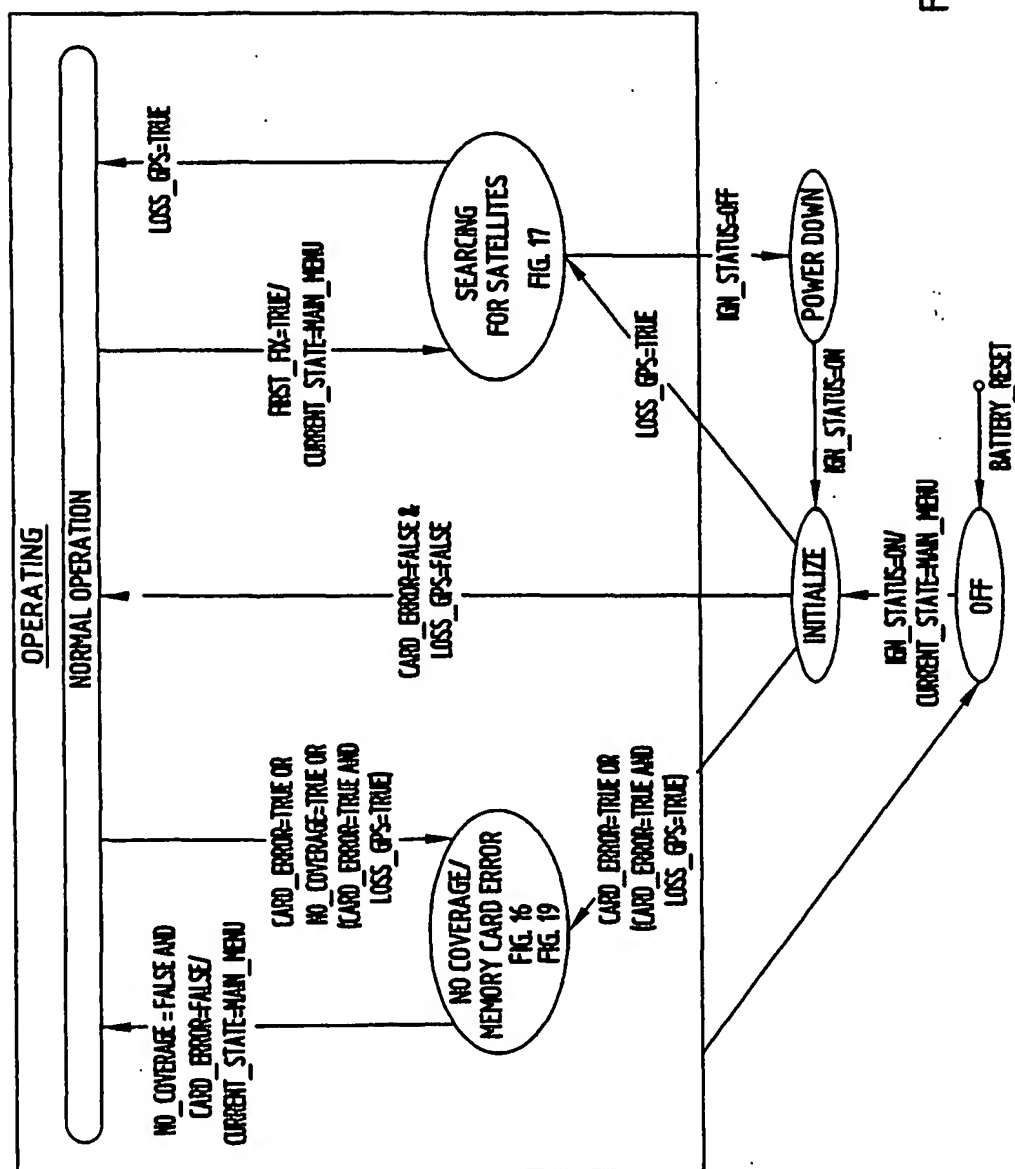 OPERATING
NORMAL OPERATION
NO_COVERAGE = FALSE AND
CARD_ERROR=FALSE/
CURRENT_STATE=MAIN_MENU
CARD_ERROR=TRUE OR
NO_COVERAGE=TRUE OR
(CARD_ERROR=TRUE AND
LOSS_GPS=TRUE)
CARD_ERROR=FALSE &
LOSS_GPS=FALSE
FIRST_FIX=TRUE/
CURRENT_STATE=MAIN_MENU
LOSS_GPS=TRUE
NO COVERAGE/
MEMORY CARD ERROR
FIG. 16
FIG. 19
SEARCING
FOR SATELLITES
FIG. 17
CARD_ERROR=TRUE OR
(CARD_ERROR=TRUE AND
LOSS_GPS=TRUE)
LOSS_GPS=TRUE
IGN_STATUS=OFF
INITIALIZE
IGN_STATUS=ON
POWER DOWN
IGN_STATUS=ON/
CURRENT_STATE=MAIN_MENU
OFF
BATTERY_RESET